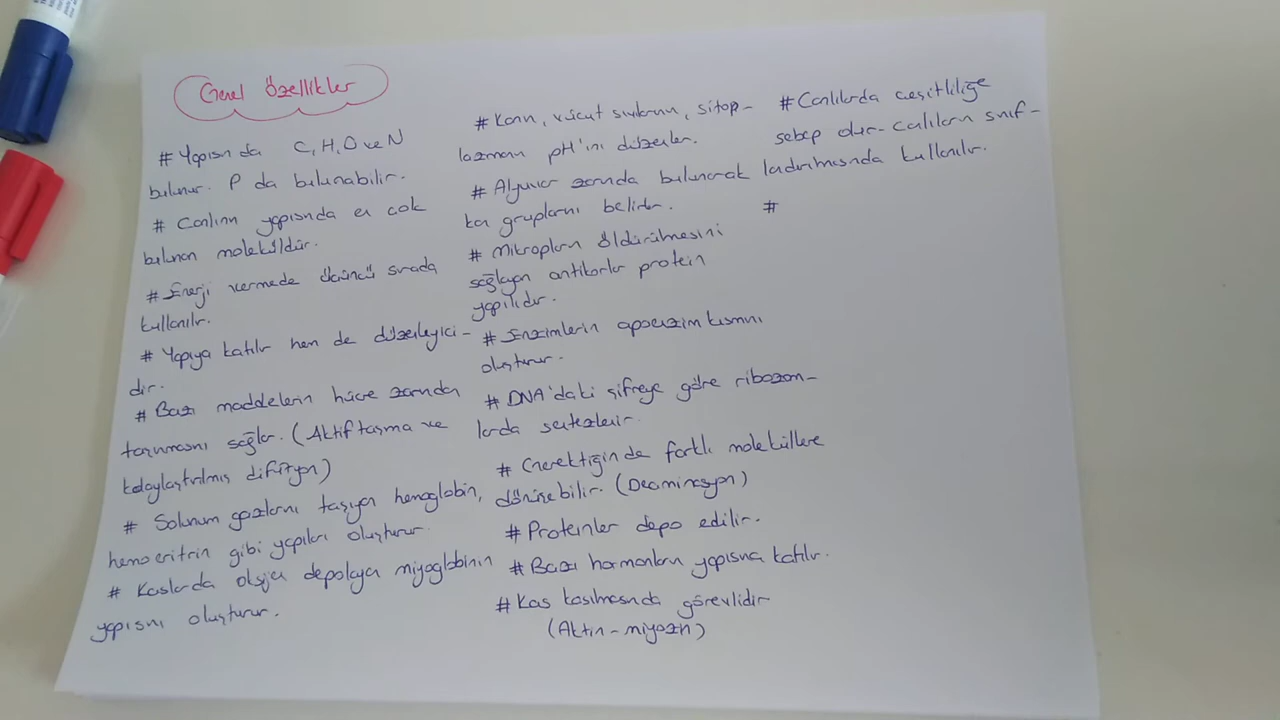 Genel Özellikler
# Yapısında C, H, O ve N
bulunur. P da bulunabilir.
# Canlının yapısında en çok
bulunan moleküldür.
# Enerji vermede üçüncü sırada
kullanılır.
# Yapıya katılır hem de düzenleyici-
dir.
# Bazı maddelerin hücre zarından
taşınmasını sağlar. (Aktif taşıma ve
kolaylaştırılmış difüzyon)
# Solunum gazlarını taşıyan hemoglobin,
hemoeritrin gibi yapıları oluşturur.
# Kaslarda oksijen depolayan miyoglobinin
yapısını oluşturur.
# Kanın, vücut sıvılarının, sitop-
lazmanın pH'ını düzenler.
# Alyuvar zarında bulunarak
kan gruplarını belirler.
# Mikropların öldürülmesini
sağlayan antikorlar protein
yapılıdır.
# Enzimlerin apoenzim kısmını
oluşturur.
# DNA'daki şifreye göre ribozom-
larda sentezlenir.
# Gerektiğinde farklı moleküllere
dönüşebilir. (Deaminasyon)
# Proteinler depo edilir.
# Bazı hormonların yapısına katılır.
# Kas kasılmasında görevlidir
(Aktin-miyozin)
# Canlılarda çeşitliliğe
sebep olur- calıların sınıf-
landırılmasında kullanılır.
#